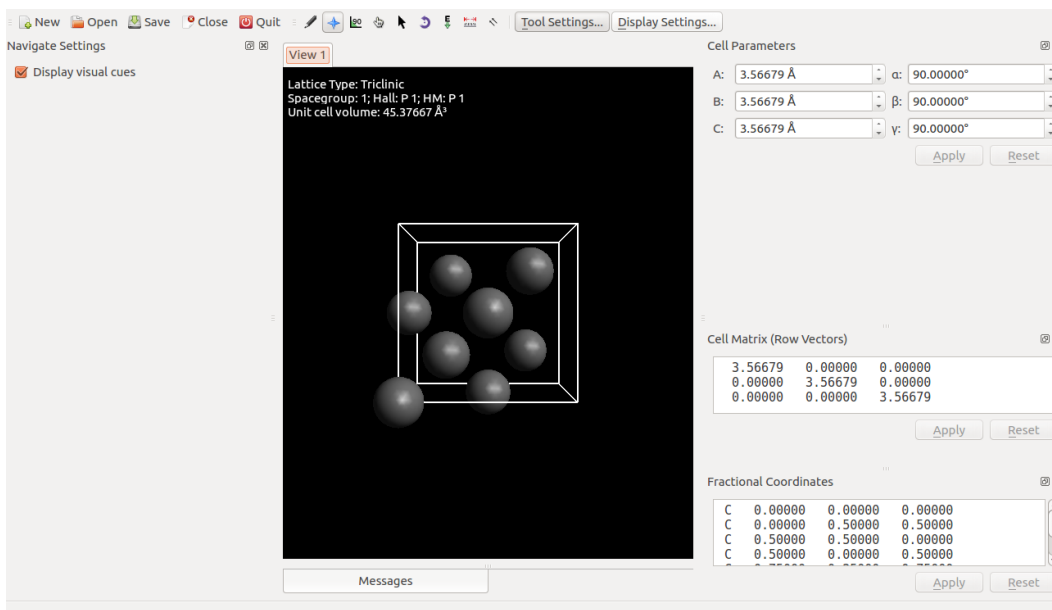 New Open Save Close Quit Tool Settings... Display Settings...
Navigate Settings
Display visual cues
View 1
Lattice Type: Triclinic
Spacegroup: 1; Hall: P 1; HM: P 1
Unit cell volume: 45.37667 Å³
Messages
Cell Parameters
A: 3.56679 Å α: 90.00000°
B: 3.56679 Å β: 90.00000°
C: 3.56679 Å γ: 90.00000°
Apply Reset
Cell Matrix (Row Vectors)
3.56679 0.00000 0.00000
0.00000 3.56679 0.00000
0.00000 0.00000 3.56679
Apply Reset
Fractional Coordinates
C 0.00000 0.00000 0.00000
C 0.00000 0.50000 0.50000
C 0.50000 0.50000 0.00000
C 0.50000 0.00000 0.50000
Apply Reset